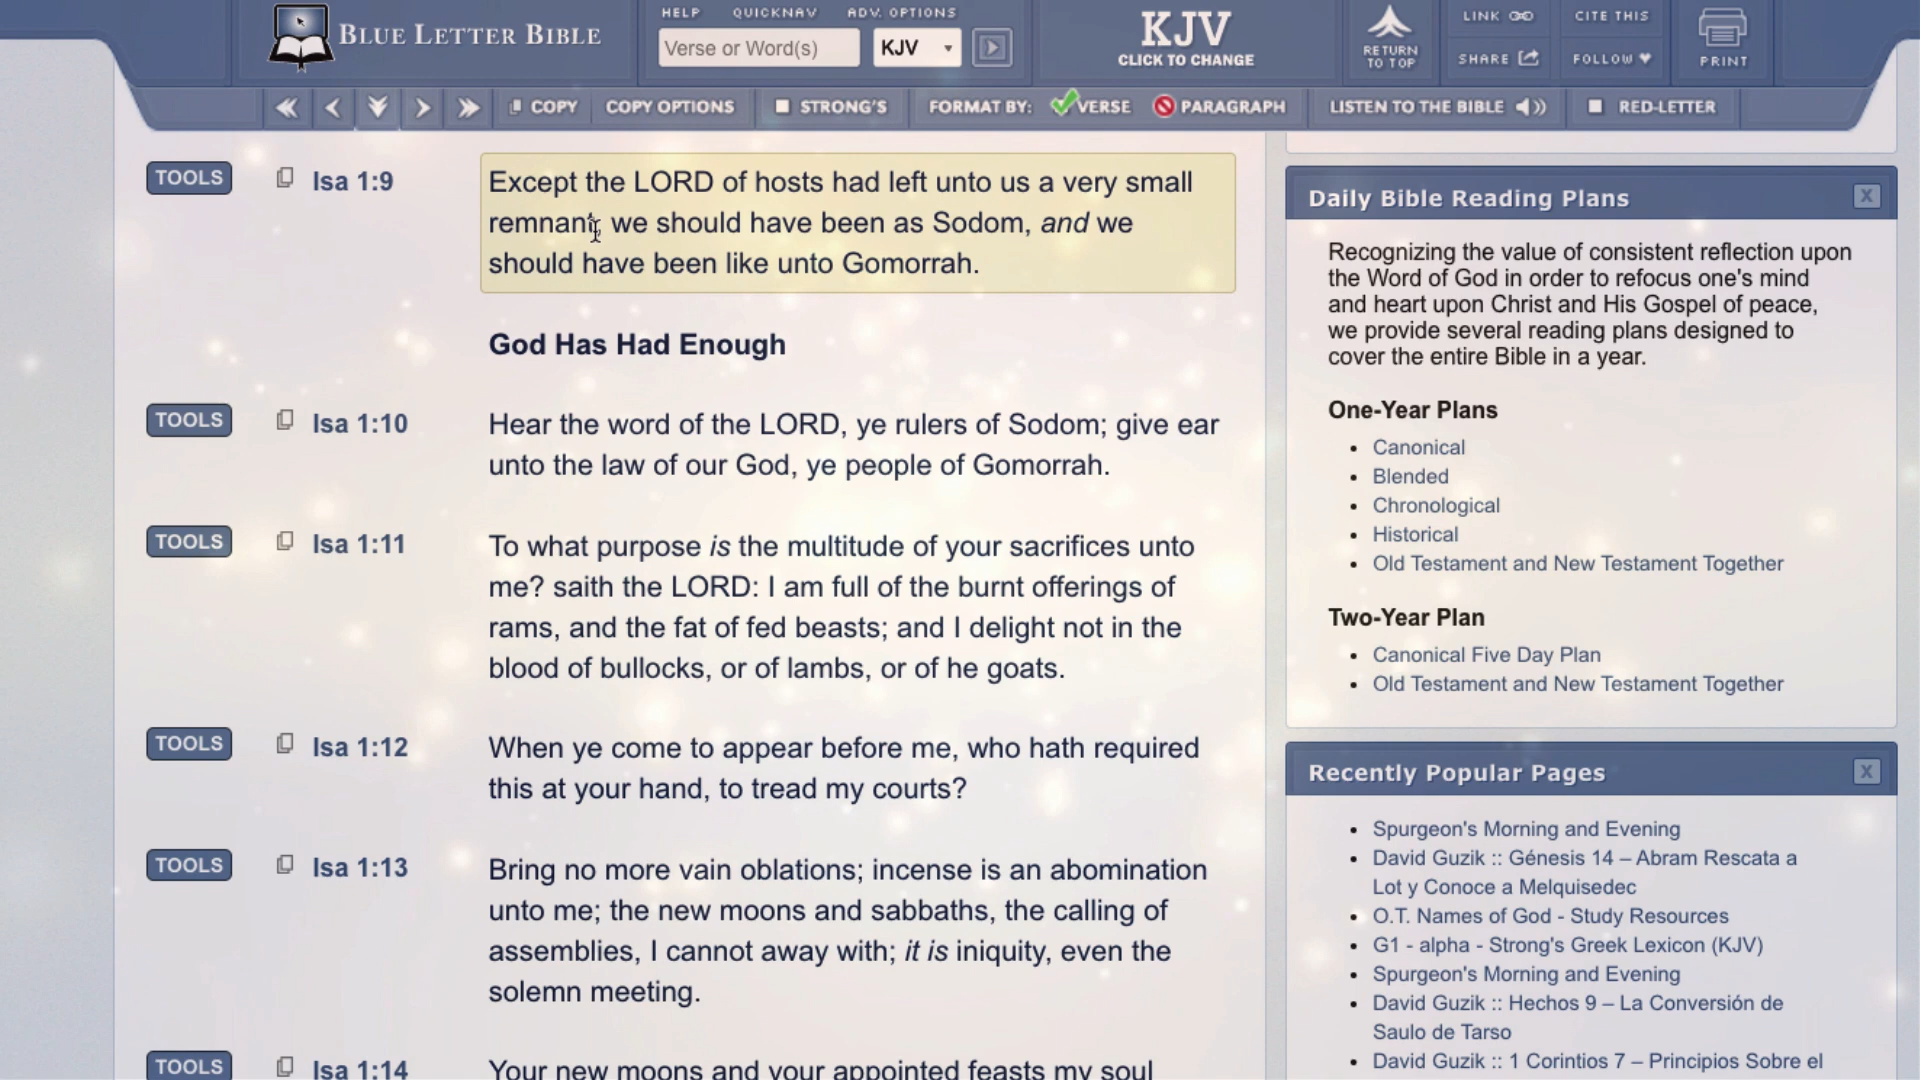 BLUE LETTER BIBLE
HELP QUICKNAV ADV. OPTIONS
Verse or Word(s) KJV
KJV
CLICK TO CHANGE
RETURN
TO TOP
LINK CITE THIS
SHARE FOLLOW
PRINT
COPY COPY OPTIONS STRONG'S FORMAT BY: VERSE PARAGRAPH LISTEN TO THE BIBLE RED-LETTER
TOOLS Isa 1:9
Except the LORD of hosts had left unto us a very small
remnant, we should have been as Sodom, and we
should have been like unto Gomorrah.
God Has Had Enough
TOOLS Isa 1:10
Hear the word of the LORD, ye rulers of Sodom; give ear
unto the law of our God, ye people of Gomorrah.
TOOLS Isa 1:11
To what purpose is the multitude of your sacrifices unto
me? saith the LORD: I am full of the burnt offerings of
rams, and the fat of fed beasts; and I delight not in the
blood of bullocks, or of lambs, or of he goats.
TOOLS Isa 1:12
When ye come to appear before me, who hath required
this at your hand, to tread my courts?
TOOLS Isa 1:13
Bring no more vain oblations; incense is an abomination
unto me; the new moons and sabbaths, the calling of
assemblies, I cannot away with; it is iniquity, even the
solemn meeting.
TOOLS Isa 1:14
Your new moons and your appointed feasts my soul
Daily Bible Reading Plans X
Recognizing the value of consistent reflection upon
the Word of God in order to refocus one's mind
and heart upon Christ and His Gospel of peace,
we provide several reading plans designed to
cover the entire Bible in a year.
One-Year Plans
• Canonical
• Blended
• Chronological
• Historical
• Old Testament and New Testament Together
Two-Year Plan
• Canonical Five Day Plan
• Old Testament and New Testament Together
Recently Popular Pages X
• Spurgeon's Morning and Evening
• David Guzik :: Génesis 14 – Abram Rescata a
Lot y Conoce a Melquisedec
• O.T. Names of God - Study Resources
• G1 - alpha - Strong's Greek Lexicon (KJV)
• Spurgeon's Morning and Evening
• David Guzik :: Hechos 9 – La Conversión de
Saulo de Tarso
• David Guzik :: 1 Corintios 7 – Principios Sobre el